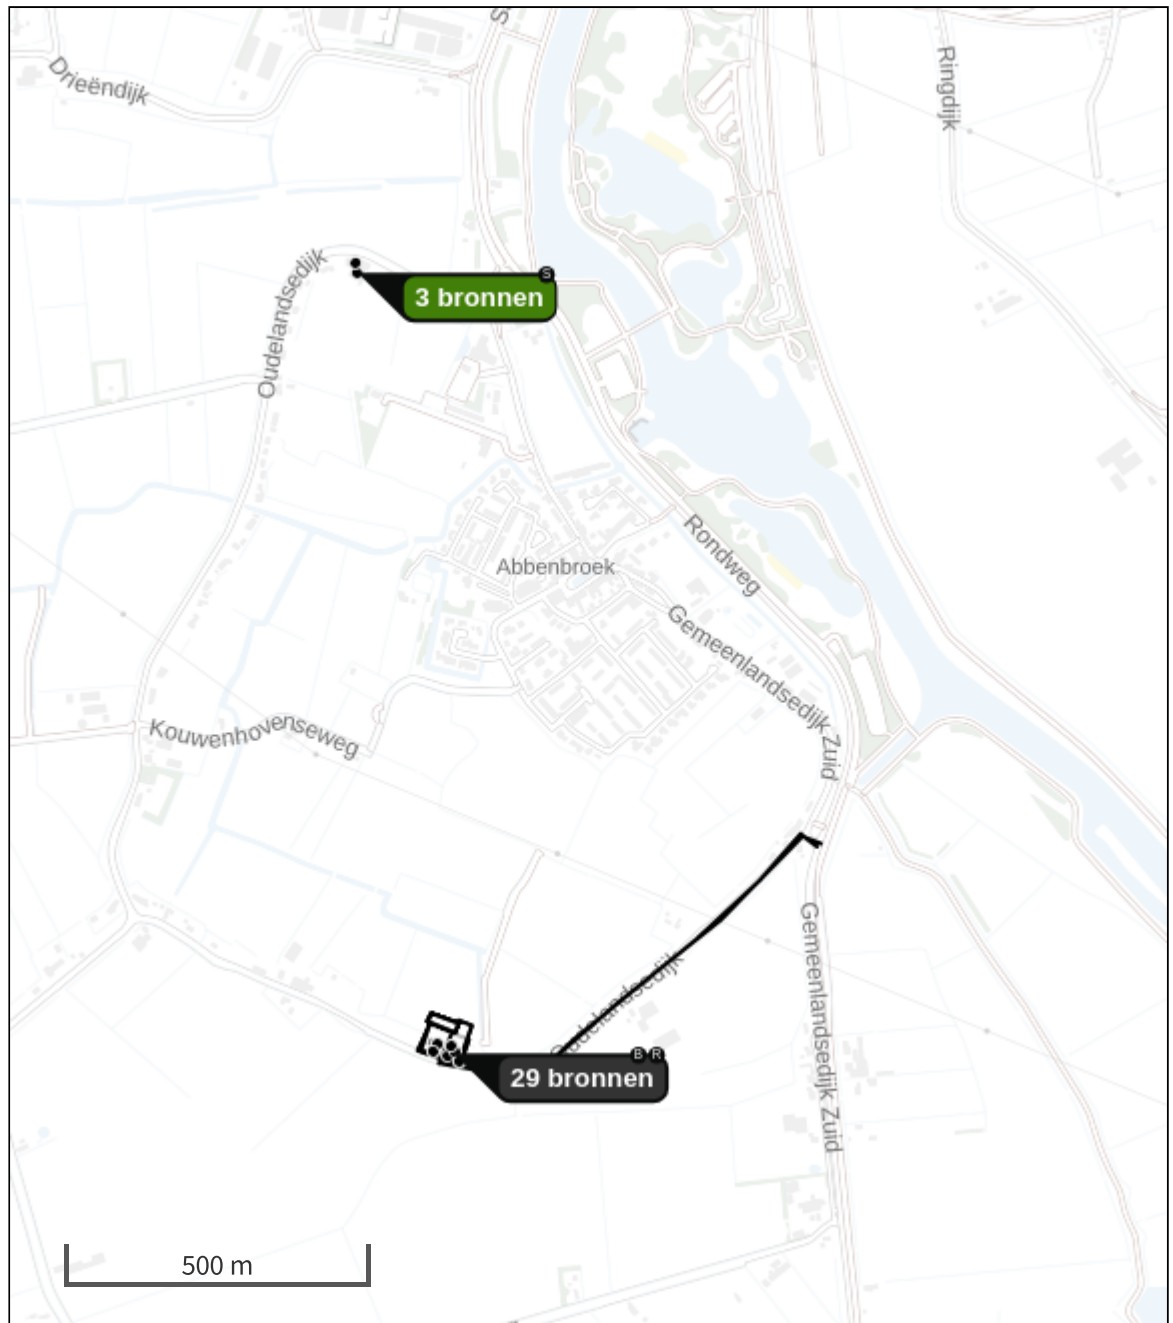 Drieëndijk
Ringdijk
S
3 bronnen
Oudelandsedijk
Abbenbroek
Rondweg
Gemeenlandsedijk Zuid
Kouwenhovenseweg
Gemeenlandsedijk Zuid
Oudelandsedijk
B R
29 bronnen
500 m